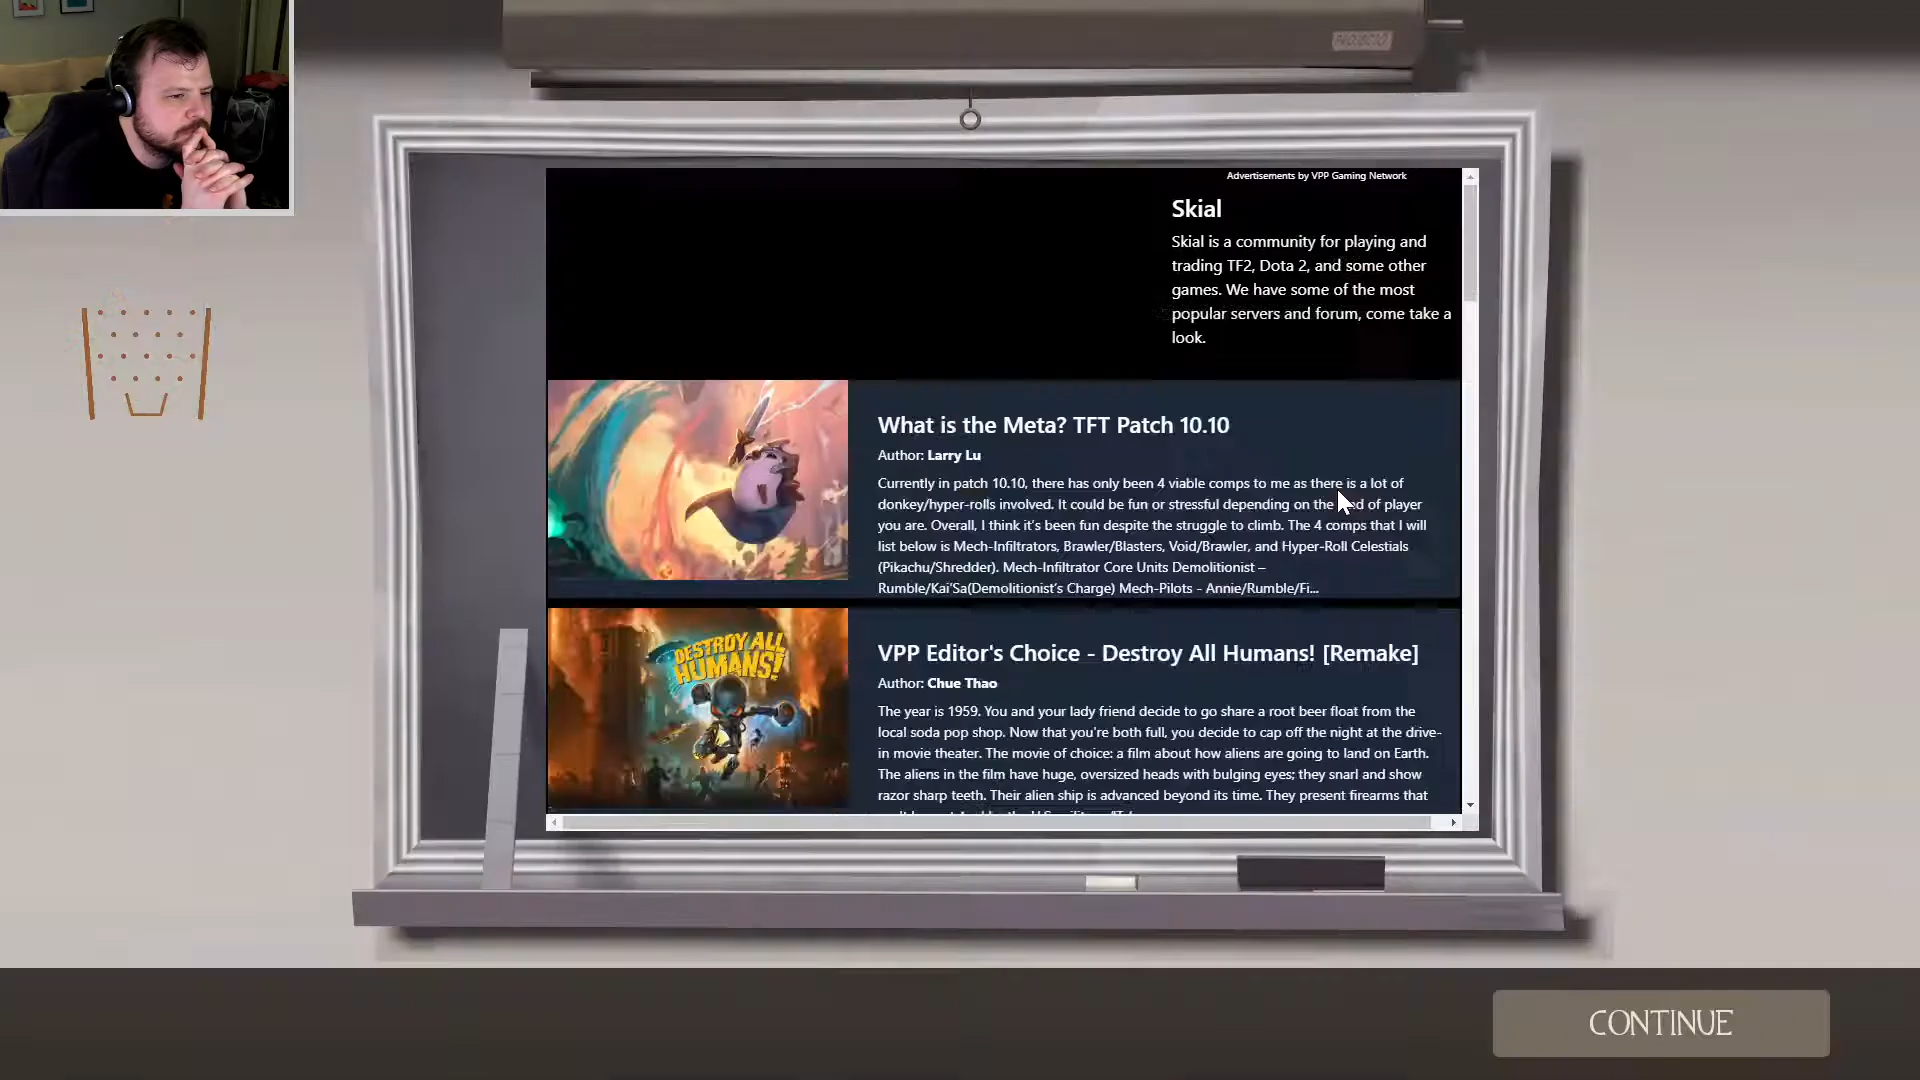 Advertisements by VPP Gaming Network
Skial
Skial is a community for playing and
trading TF2, Dota 2, and some other
games. We have some of the most
popular servers and forum, come take a
look.
What is the Meta? TFT Patch 10.10
Author: Larry Lu
Currently in patch 10.10, there has only been 4 viable comps to me as there is a lot of
donkey/hyper-rolls involved. It could be fun or stressful depending on the of player
you are. Overall, I think it's been fun despite the struggle to climb. The 4 comps that I will
list below is Mech-Infiltrators, Brawler/Blasters, Void/Brawler, and Hyper-Roll Celestials
(Pikachu/Shredder). Mech-Infiltrator Core Units Demolitionist –
Rumble/Kai'Sa(Demolitionist's Charge) Mech-Pilots - Annie/Rumble/Fi...
DESTROY ALL
HUMANS!
VPP Editor's Choice - Destroy All Humans! [Remake]
Author: Chue Thao
The year is 1959. You and your lady friend decide to go share a root beer float from the
local soda pop shop. Now that you're both full, you decide to cap off the night at the drive-
in movie theater. The movie of choice: a film about how aliens are going to land on Earth.
The aliens in the film have huge, oversized heads with bulging eyes; they snarl and show
razor sharp teeth. Their alien ship is advanced beyond its time. They present firearms that
CONTINUE